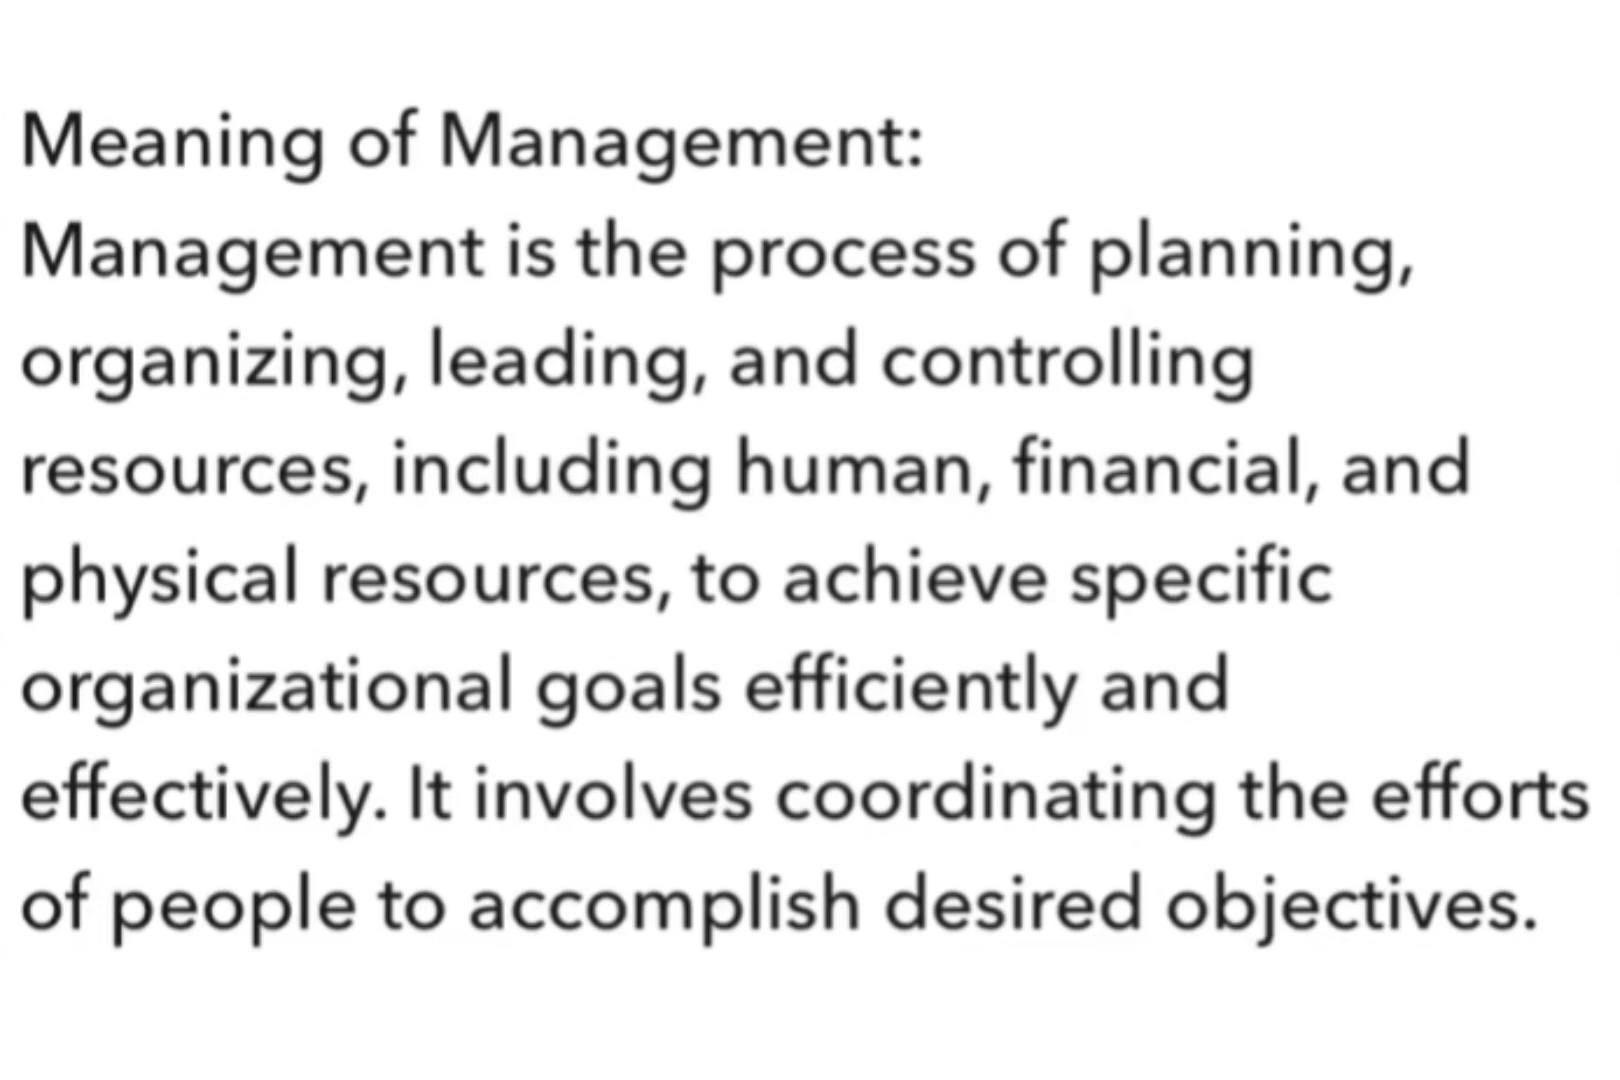 Meaning of Management:
Management is the process of planning,
organizing, leading, and controlling
resources, including human, financial, and
physical resources, to achieve specific
organizational goals efficiently and
effectively. It involves coordinating the efforts
of people to accomplish desired objectives.